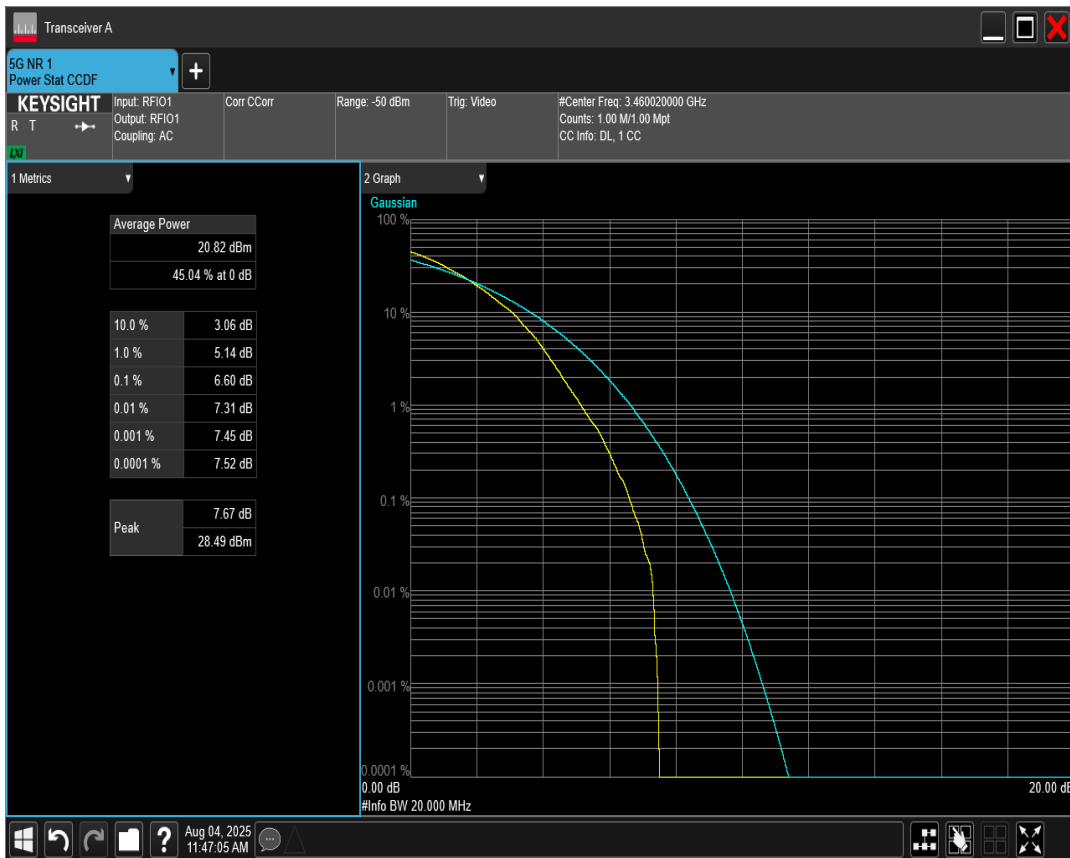 Transceiver A
5G NR 1
Power Stat CCDF
KEYSIGHT
R T
LXI
Input: RFIO1
Output: RFIO1
Coupling: AC
Corr CCorr
Range: -50 dBm
Trig: Video
#Center Freq: 3.460020000 GHz
Counts: 1.00 M/1.00 Mpt
CC Info: DL, 1 CC
1 Metrics
Average Power
20.82 dBm
45.04 % at 0 dB
10.0 % 3.06 dB
1.0 % 5.14 dB
0.1 % 6.60 dB
0.01 % 7.31 dB
0.001 % 7.45 dB
0.0001 % 7.52 dB
Peak 7.67 dB
28.49 dBm
2 Graph
Gaussian
100 %
10 %
1 %
0.1 %
0.01 %
0.001 %
0.0001 %
0.00 dB 20.00 dB
#Info BW 20.000 MHz
Aug 04, 2025
11:47:05 AM